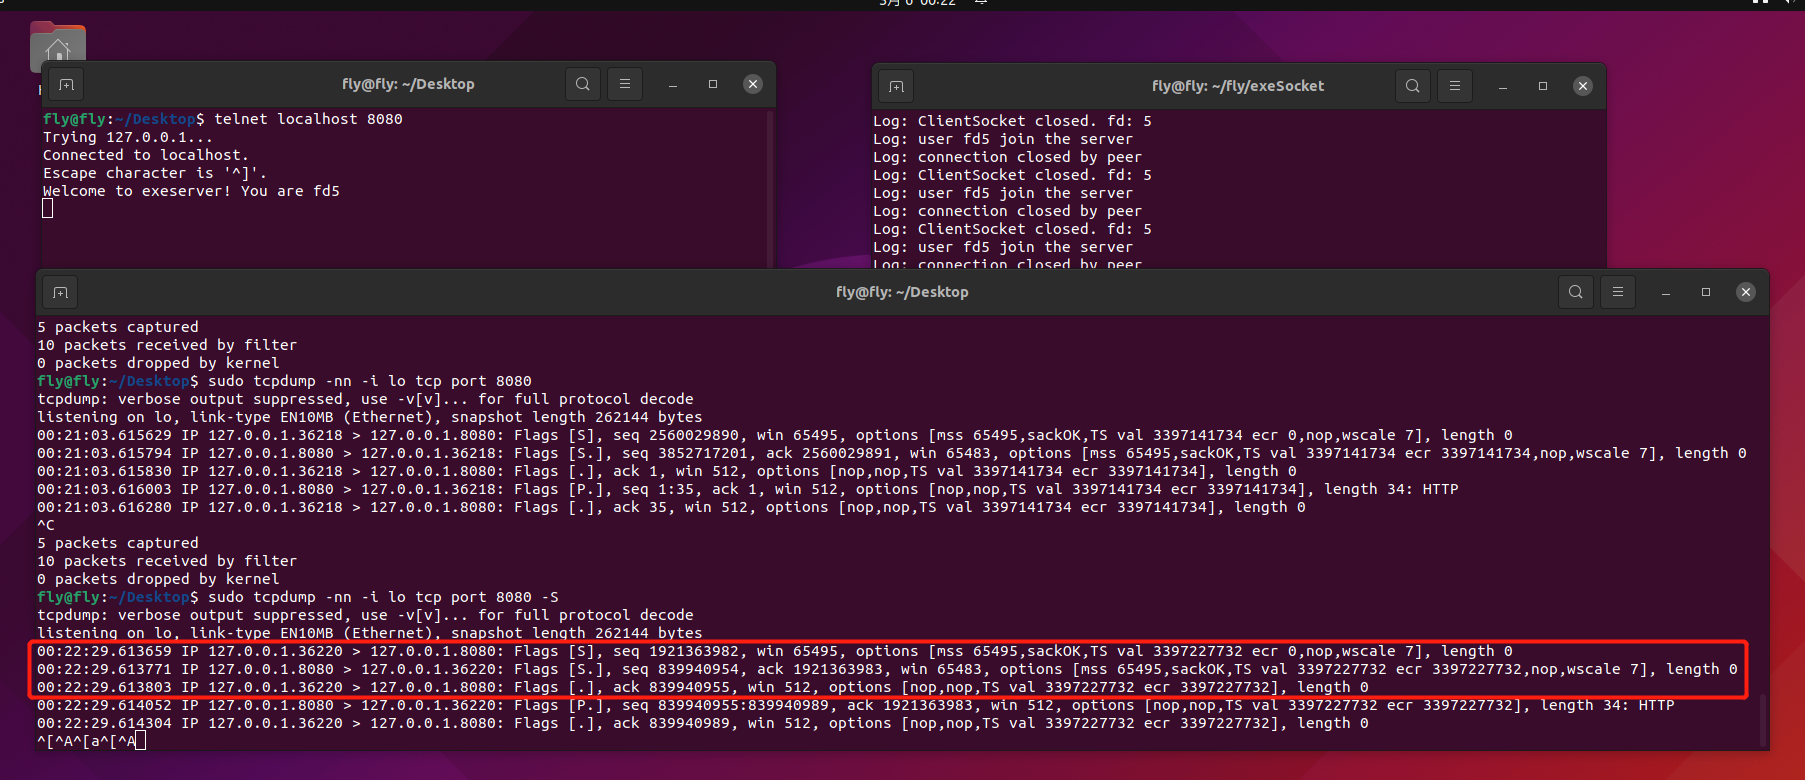 3月 6 00:22
fly@fly: ~/Desktop
fly@fly:~/Desktop$ telnet localhost 8080
Trying 127.0.0.1...
Connected to localhost.
Escape character is '^]'.
Welcome to exeserver! You are fd5
fly@fly: ~/fly/exeSocket
Log: ClientSocket closed. fd: 5
Log: user fd5 join the server
Log: connection closed by peer
Log: ClientSocket closed. fd: 5
Log: user fd5 join the server
Log: connection closed by peer
Log: ClientSocket closed. fd: 5
Log: user fd5 join the server
Log: connection closed by peer
fly@fly: ~/Desktop
5 packets captured
10 packets received by filter
0 packets dropped by kernel
fly@fly:~/Desktop$ sudo tcpdump -nn -i lo tcp port 8080
tcpdump: verbose output suppressed, use -v[v]... for full protocol decode
listening on lo, link-type EN10MB (Ethernet), snapshot length 262144 bytes
00:21:03.615629 IP 127.0.0.1.36218 > 127.0.0.1.8080: Flags [S], seq 2560029890, win 65495, options [mss 65495,sackOK,TS val 3397141734 ecr 0,nop,wscale 7], length 0
00:21:03.615794 IP 127.0.0.1.8080 > 127.0.0.1.36218: Flags [S.], seq 3852717201, ack 2560029891, win 65483, options [mss 65495,sackOK,TS val 3397141734 ecr 3397141734,nop,wscale 7], length 0
00:21:03.615830 IP 127.0.0.1.36218 > 127.0.0.1.8080: Flags [.], ack 1, win 512, options [nop,nop,TS val 3397141734 ecr 3397141734], length 0
00:21:03.616003 IP 127.0.0.1.8080 > 127.0.0.1.36218: Flags [P.], seq 1:35, ack 1, win 512, options [nop,nop,TS val 3397141734 ecr 3397141734], length 34: HTTP
00:21:03.616280 IP 127.0.0.1.36218 > 127.0.0.1.8080: Flags [.], ack 35, win 512, options [nop,nop,TS val 3397141734 ecr 3397141734], length 0
^C
5 packets captured
10 packets received by filter
0 packets dropped by kernel
fly@fly:~/Desktop$ sudo tcpdump -nn -i lo tcp port 8080 -S
tcpdump: verbose output suppressed, use -v[v]... for full protocol decode
listening on lo, link-type EN10MB (Ethernet), snapshot length 262144 bytes
00:22:29.613659 IP 127.0.0.1.36220 > 127.0.0.1.8080: Flags [S], seq 1921363982, win 65495, options [mss 65495,sackOK,TS val 3397227732 ecr 0,nop,wscale 7], length 0
00:22:29.613771 IP 127.0.0.1.8080 > 127.0.0.1.36220: Flags [S.], seq 839940954, ack 1921363983, win 65483, options [mss 65495,sackOK,TS val 3397227732 ecr 3397227732,nop,wscale 7], length 0
00:22:29.613803 IP 127.0.0.1.36220 > 127.0.0.1.8080: Flags [.], ack 839940955, win 512, options [nop,nop,TS val 3397227732 ecr 3397227732], length 0
00:22:29.614052 IP 127.0.0.1.8080 > 127.0.0.1.36220: Flags [P.], seq 839940955:839940989, ack 1921363983, win 512, options [nop,nop,TS val 3397227732 ecr 3397227732], length 34: HTTP
00:22:29.614304 IP 127.0.0.1.36220 > 127.0.0.1.8080: Flags [.], ack 839940989, win 512, options [nop,nop,TS val 3397227732 ecr 3397227732], length 0
^[^A^[a^[^A